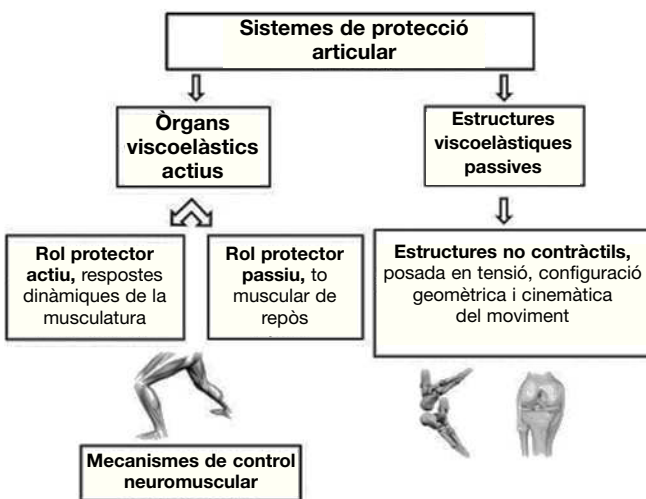 Sistemes de protecció
articular
Òrgans
viscoelàstics
actius
Estructures
viscoelàstiques
passives
Rol protector
actiu, respostes
dinàmiques de la
musculatura
Rol protector
passiu, to
muscular de
repòs
Estructures no contràctils,
posada en tensió, configuració
geomètrica i cinemàtica
del moviment
Mecanismes de control
neuromuscular